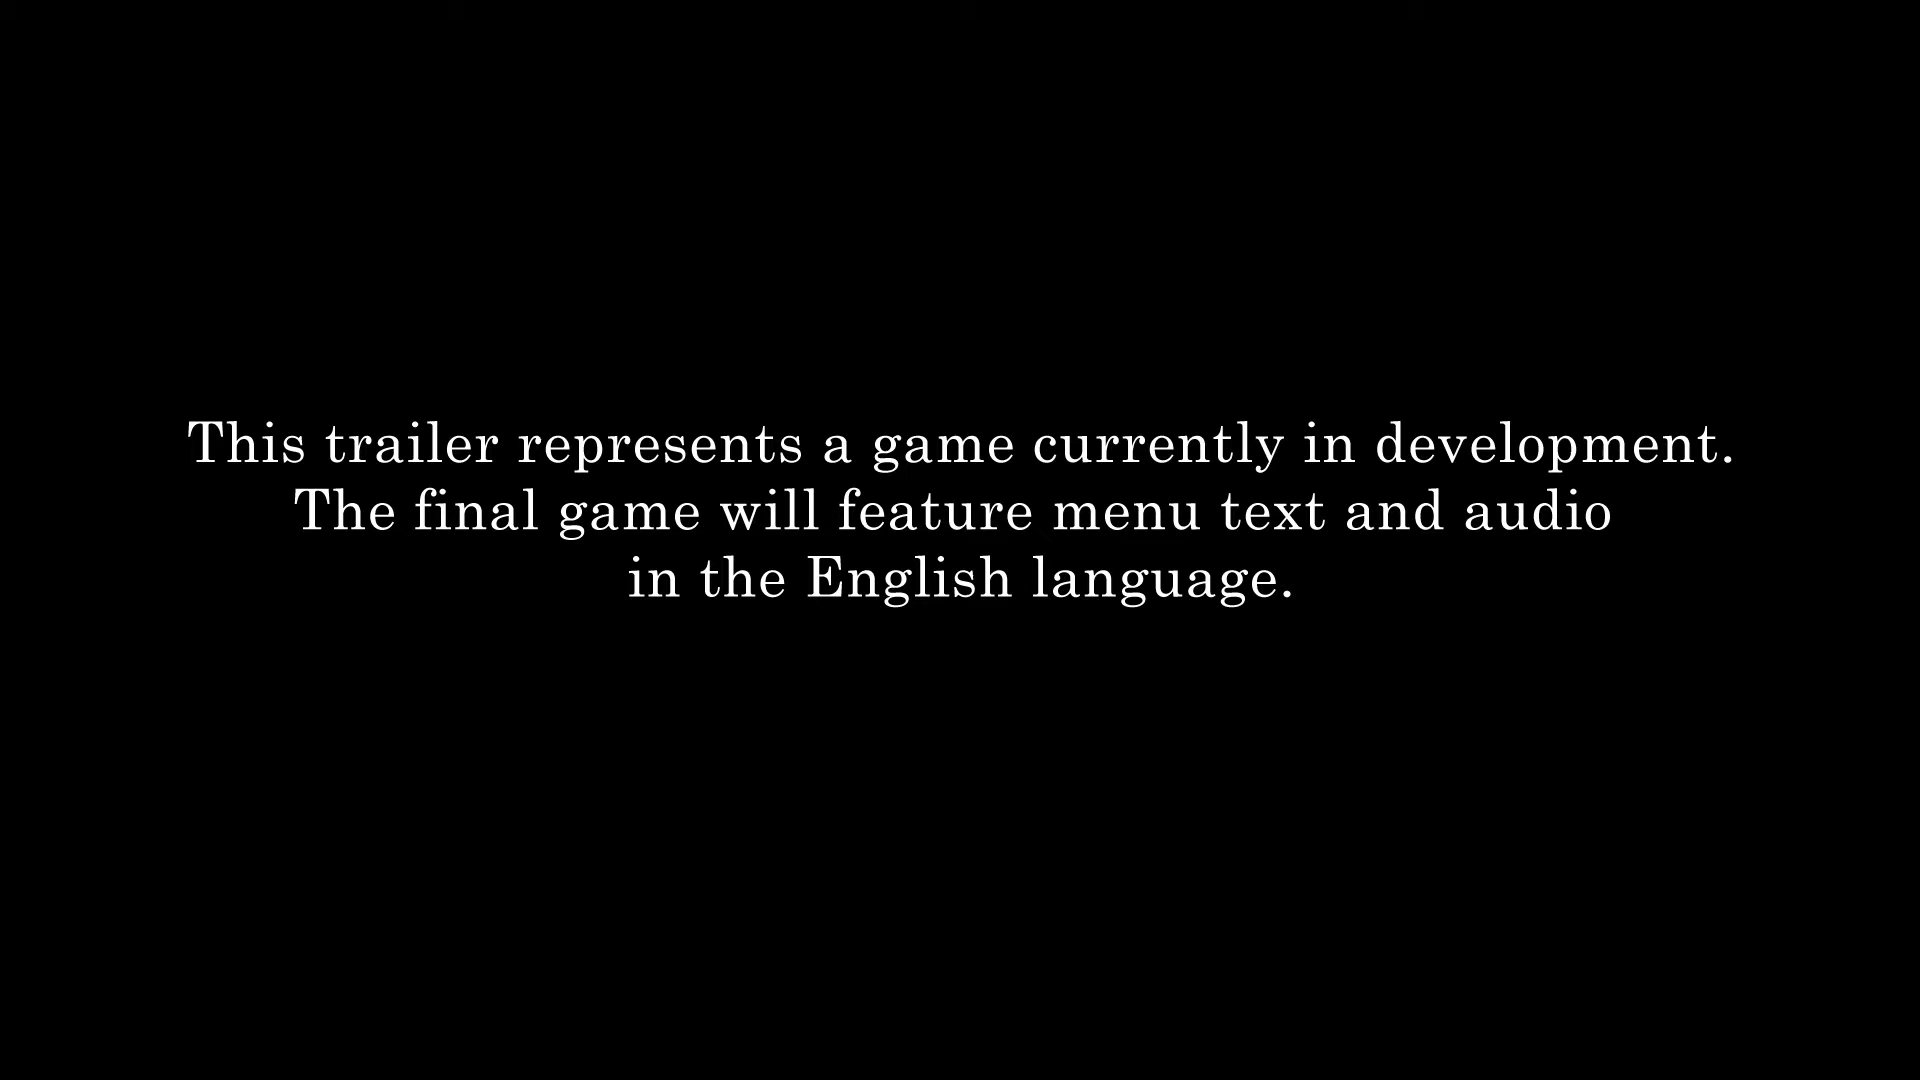 This trailer represents a game currently in development.
The final game will feature menu text and audio
in the English language.